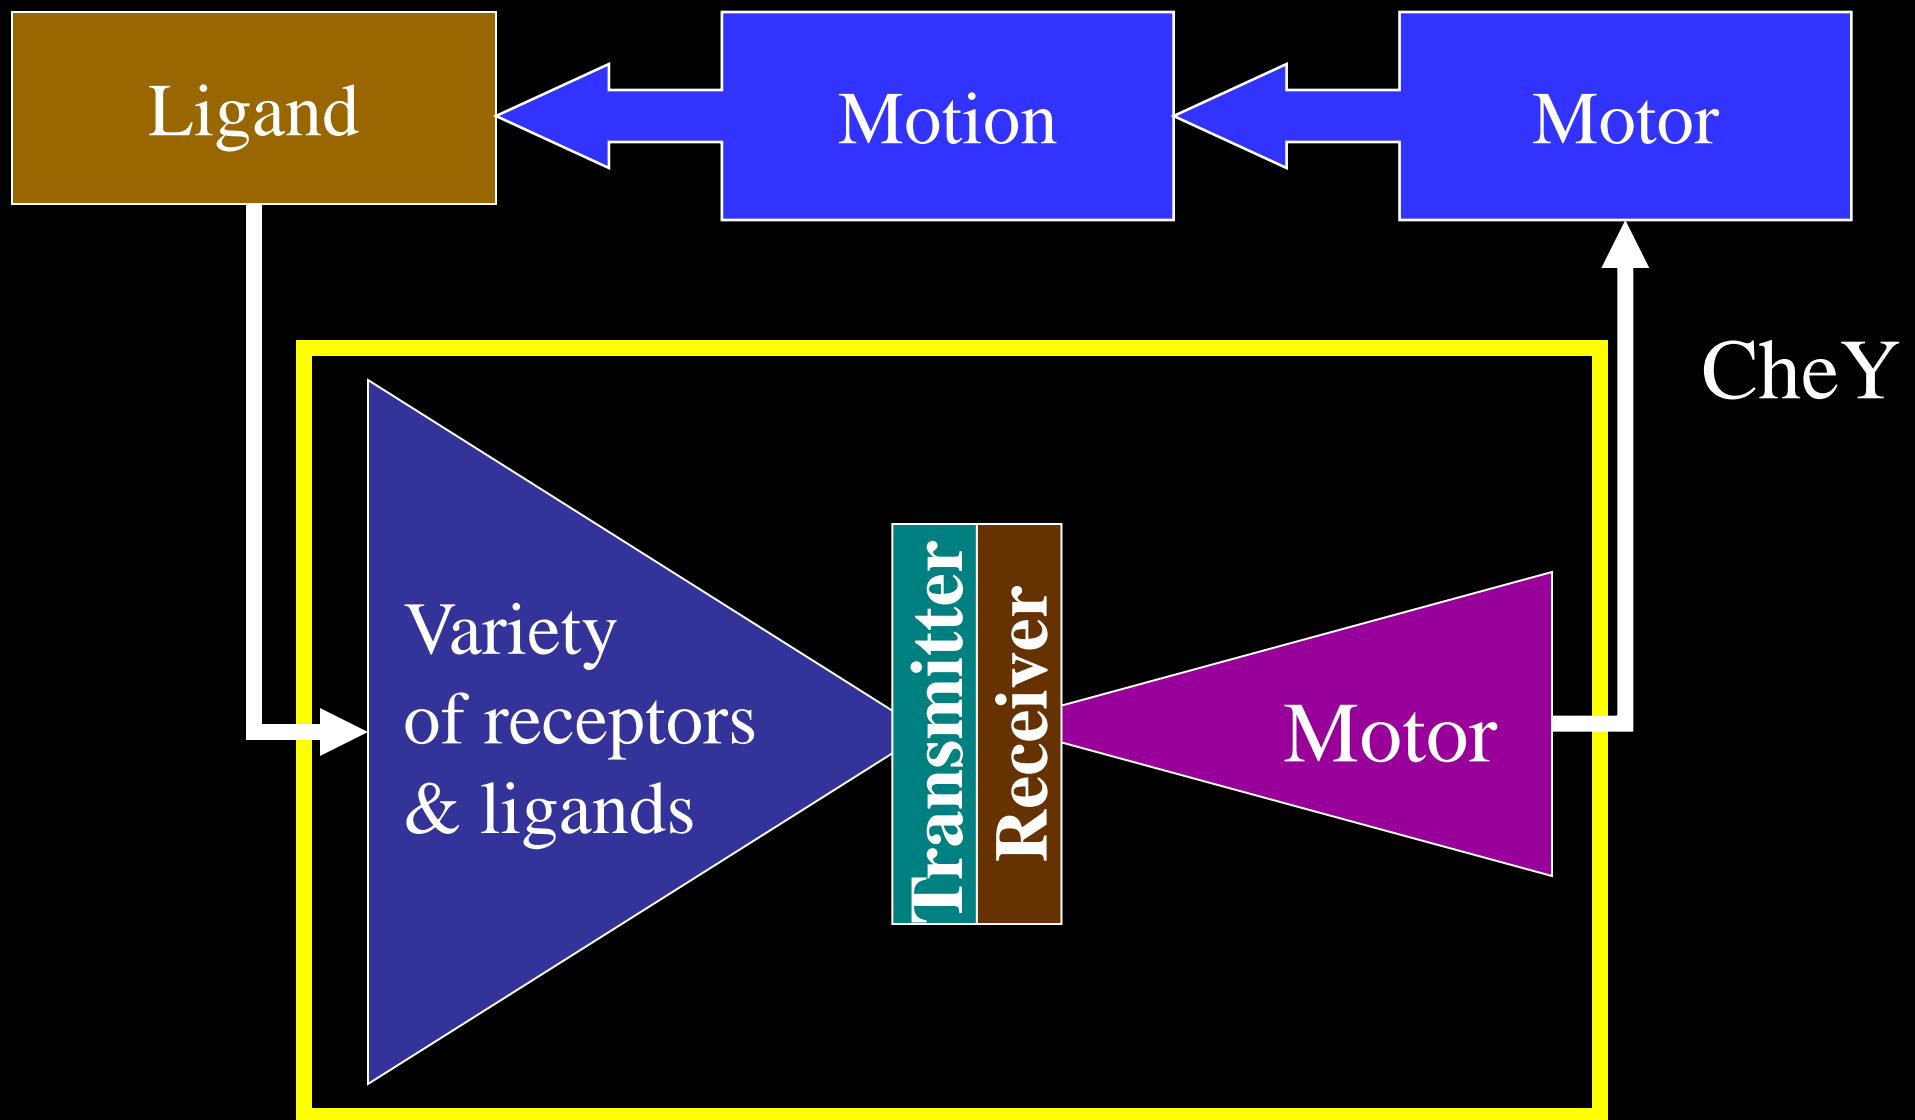 Ligand
Motion
Motor
CheY
Variety
of receptors
& ligands
Transmitter
Receiver
Motor